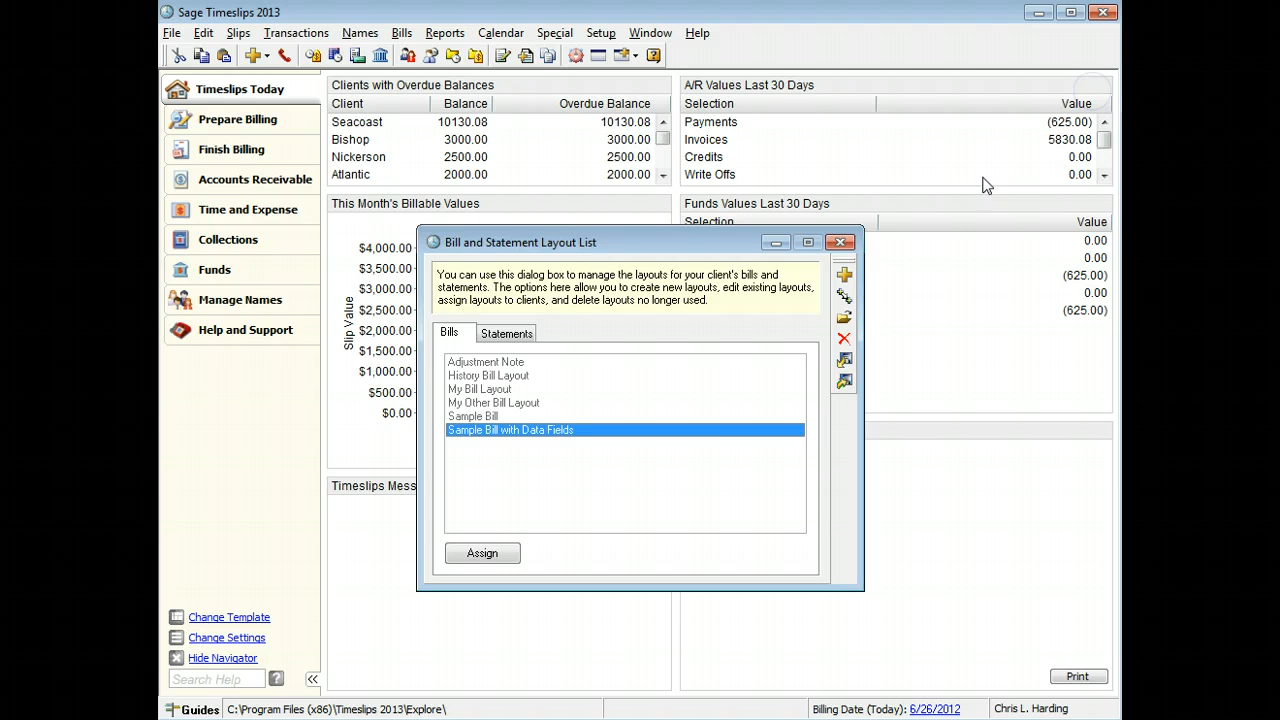 Sage Timeslips 2013
File Edit Slips Transactions Names Bills Reports Calendar Special Setup Window Help
Timeslips Today
Prepare Billing
Finish Billing
Accounts Receivable
Time and Expense
Collections
Funds
Manage Names
Help and Support
Change Template
Change Settings
Hide Navigator
Search Help
?
Clients with Overdue Balances
Client Balance Overdue Balance
Seacoast 10130.08 10130.08
Bishop 3000.00 3000.00
Nickerson 2500.00 2500.00
Atlantic 2000.00 2000.00
A/R Values Last 30 Days
Selection Value
Payments (625.00)
Invoices 5830.08
Credits 0.00
Write Offs 0.00
This Month's Billable Values
Slip Value
$4,000.00
$3,500.00
$3,000.00
$2,500.00
$2,000.00
$1,500.00
$1,000.00
$500.00
$0.00
Funds Values Last 30 Days
Selection Value
0.00
0.00
(625.00)
0.00
(625.00)
Timeslips Mess
Bill and Statement Layout List
You can use this dialog box to manage the layouts for your client's bills and
statements. The options here allow you to create new layouts, edit existing layouts,
assign layouts to clients, and delete layouts no longer used.
Bills Statements
Adjustment Note
History Bill Layout
My Bill Layout
My Other Bill Layout
Sample Bill
Sample Bill with Data Fields
Assign
Print
Guides C:\Program Files (x86)\Timeslips 2013\Explore\ Billing Date (Today): 6/26/2012 Chris L. Harding